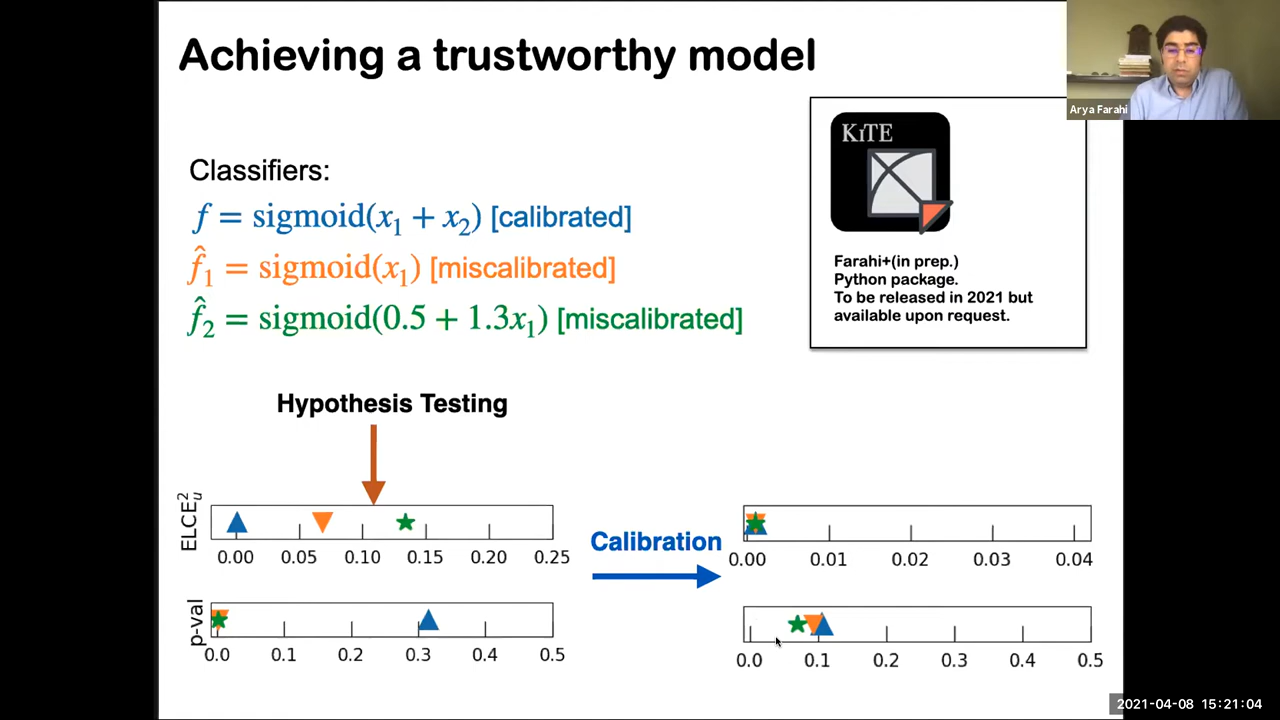 Achieving a trustworthy model
Arya Farahi
KiTE
Classifiers:
f = sigmoid(x₁ + x₂) [calibrated]
f̂₁ = sigmoid(x₁) [miscalibrated]
f̂₂ = sigmoid(0.5 + 1.3x₁) [miscalibrated]
Farahi+(in prep.)
Python package.
To be released in 2021 but
available upon request.
Hypothesis Testing
ELCE²ᵤ
0.00 0.05 0.10 0.15 0.20 0.25
p-val
0.0 0.1 0.2 0.3 0.4 0.5
Calibration
0.00 0.01 0.02 0.03 0.04
0.0 0.1 0.2 0.3 0.4 0.5
2021-04-08 15:21:04